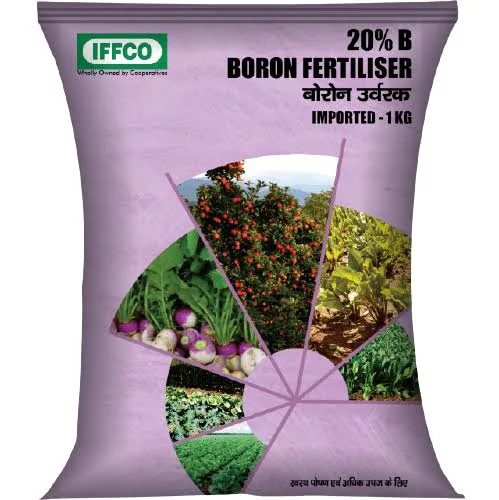 IFFCO
Wholly Owned by Cooperatives
20% B
BORON FERTILISER
बोरोन उर्वरक
IMPORTED - 1 KG
स्वस्थ पोषण एवं अधिक उपज के लिए